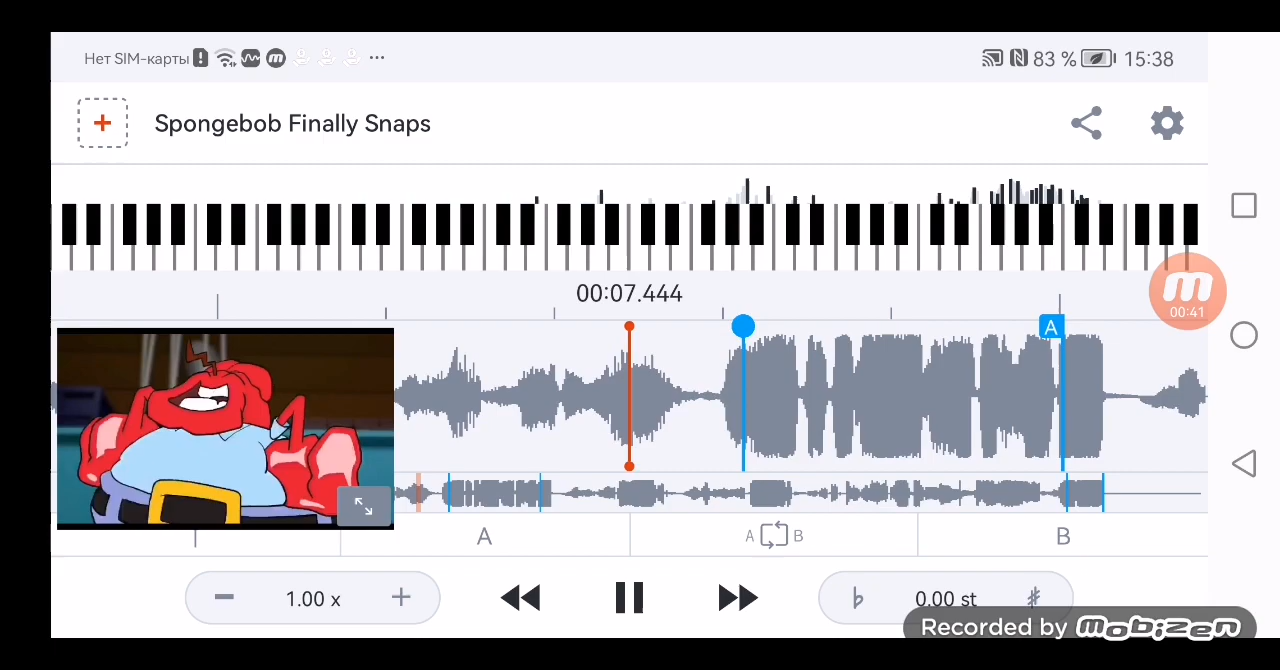 Нет SIM-карты
83 % 15:38
Spongebob Finally Snaps
00:07.444
m
00:41
A
A
A B
B
1.00 x
0.00 st
Recorded by mobizen